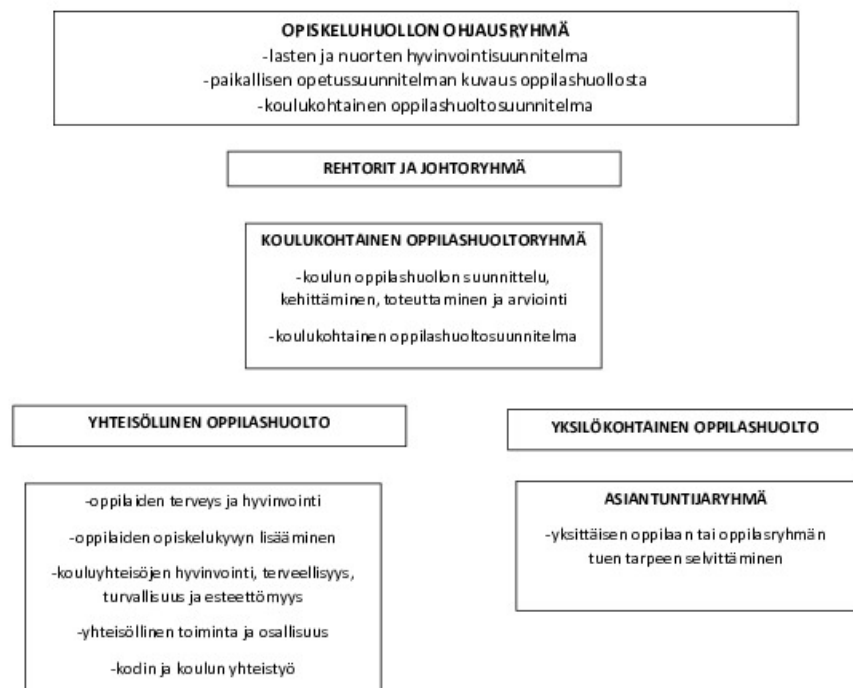 OPISKELUHUOLLON OHJAUSRYHMÄ
-lasten ja nuorten hyvinvointisuunnitelma
-paikallisen opetussuunnitelman kuvaus oppilashuollosta
-koulukohtainen oppilashuoltosuunnitelma
REHTORIT JA JOHTORYHMÄ
KOULUKOHTAINEN OPPILASHUOLTORYHMÄ
-koulun oppilashuollon suunnittelu,
kehittäminen, toteuttaminen ja arviointi
-koulukohtainen oppilashuoltosuunnitelma
YHTEISÖLLINEN OPPILASHUOLTO
-oppilaiden terveys ja hyvinvointi
-oppilaiden opiskelukyvyn lisääminen
-kouluyhteisöjen hyvinvointi, terveellisyys,
turvallisuus ja esteettömyys
-yhteisöllinen toiminta ja osallisuus
-kodin ja koulun yhteistyö
YKSILÖKOHTAINEN OPPILASHUOLTO
ASIANTUNTIJARYHMÄ
-yksittäisen oppilaan tai oppilasryhmän
tuen tarpeen selvittäminen